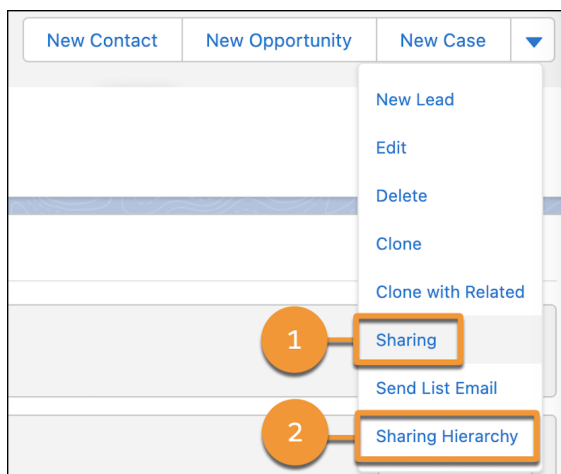 New Contact
New Opportunity
New Case
New Lead
Edit
Delete
Clone
Clone with Related
1
Sharing
Send List Email
2
Sharing Hierarchy